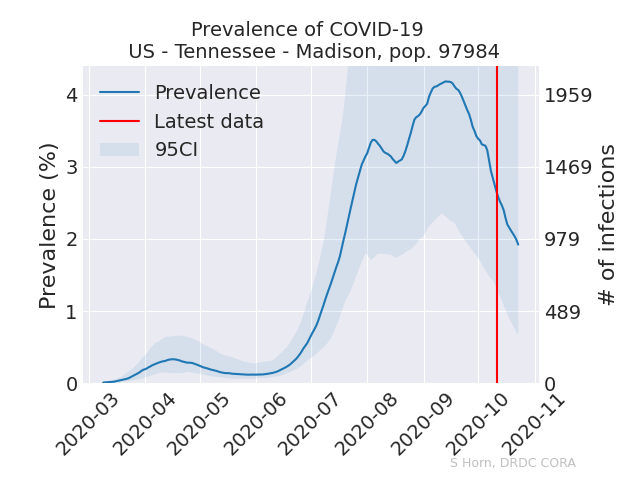 Prevalence of COVID-19
US - Tennessee - Madison, pop. 97984
Prevalence
Latest data
95CI
Prevalence (%)
4
3
2
1
0
1959
1469
979
489
0
# of infections
2020-03
2020-04
2020-05
2020-06
2020-07
2020-08
2020-09
2020-10
2020-11
S Horn, DRDC CORA